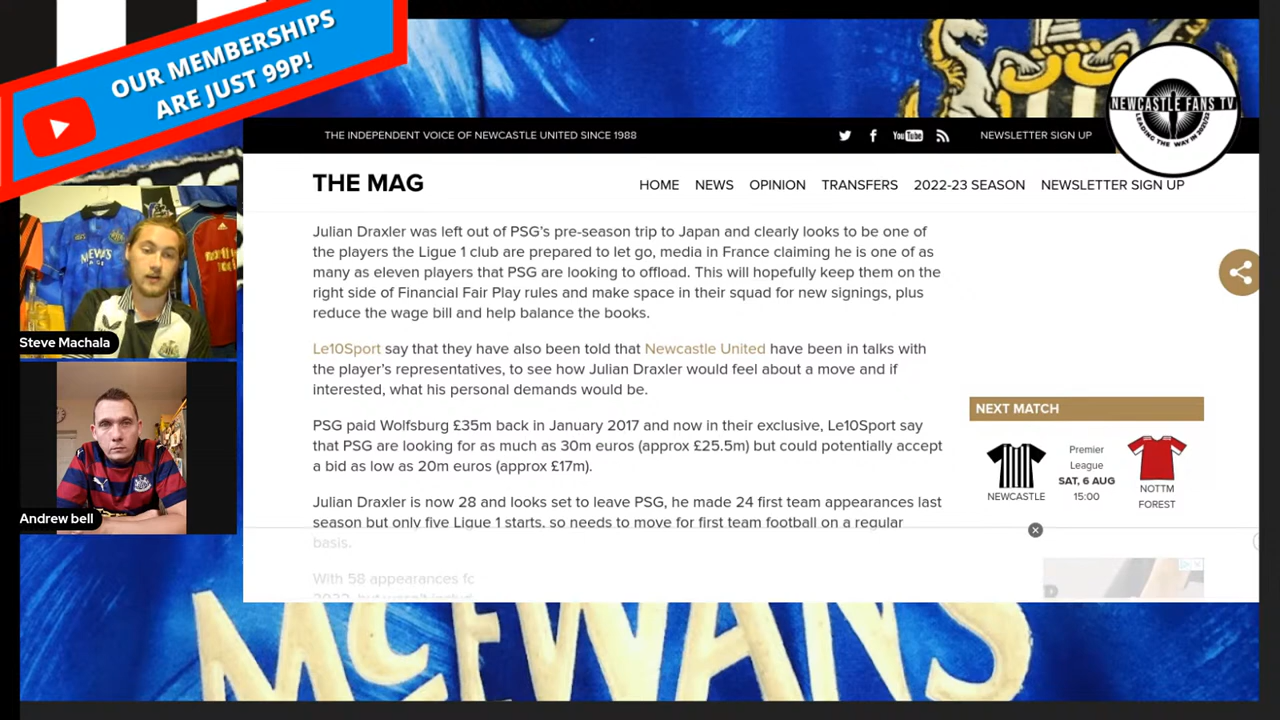 OUR MEMBERSHIPS
ARE JUST 99P!
NEWCASTLE FANS TV
LEADING THE WAY IN 2021/22
THE INDEPENDENT VOICE OF NEWCASTLE UNITED SINCE 1988
You Tube
NEWSLETTER SIGN UP
THE MAG
HOME NEWS OPINION TRANSFERS 2022-23 SEASON NEWSLETTER SIGN UP
Julian Draxler was left out of PSG's pre-season trip to Japan and clearly looks to be one of
the players the Ligue 1 club are prepared to let go, media in France claiming he is one of as
many as eleven players that PSG are looking to offload. This will hopefully keep them on the
right side of Financial Fair Play rules and make space in their squad for new signings, plus
reduce the wage bill and help balance the books.
Le10Sport say that they have also been told that Newcastle United have been in talks with
the player's representatives, to see how Julian Draxler would feel about a move and if
interested, what his personal demands would be.
PSG paid Wolfsburg £35m back in January 2017 and now in their exclusive, Le10Sport say
that PSG are looking for as much as 30m euros (approx £25.5m) but could potentially accept
a bid as low as 20m euros (approx £17m).
Julian Draxler is now 28 and looks set to leave PSG, he made 24 first team appearances last
season but only five Ligue 1 starts, so needs to move for first team football on a regular
basis.
With 58 appearances fo
NEXT MATCH
NEWCASTLE
Premier
League
SAT, 6 AUG
15:00
NOTTM
FOREST
Steve Machala
Andrew bell
McEWANS